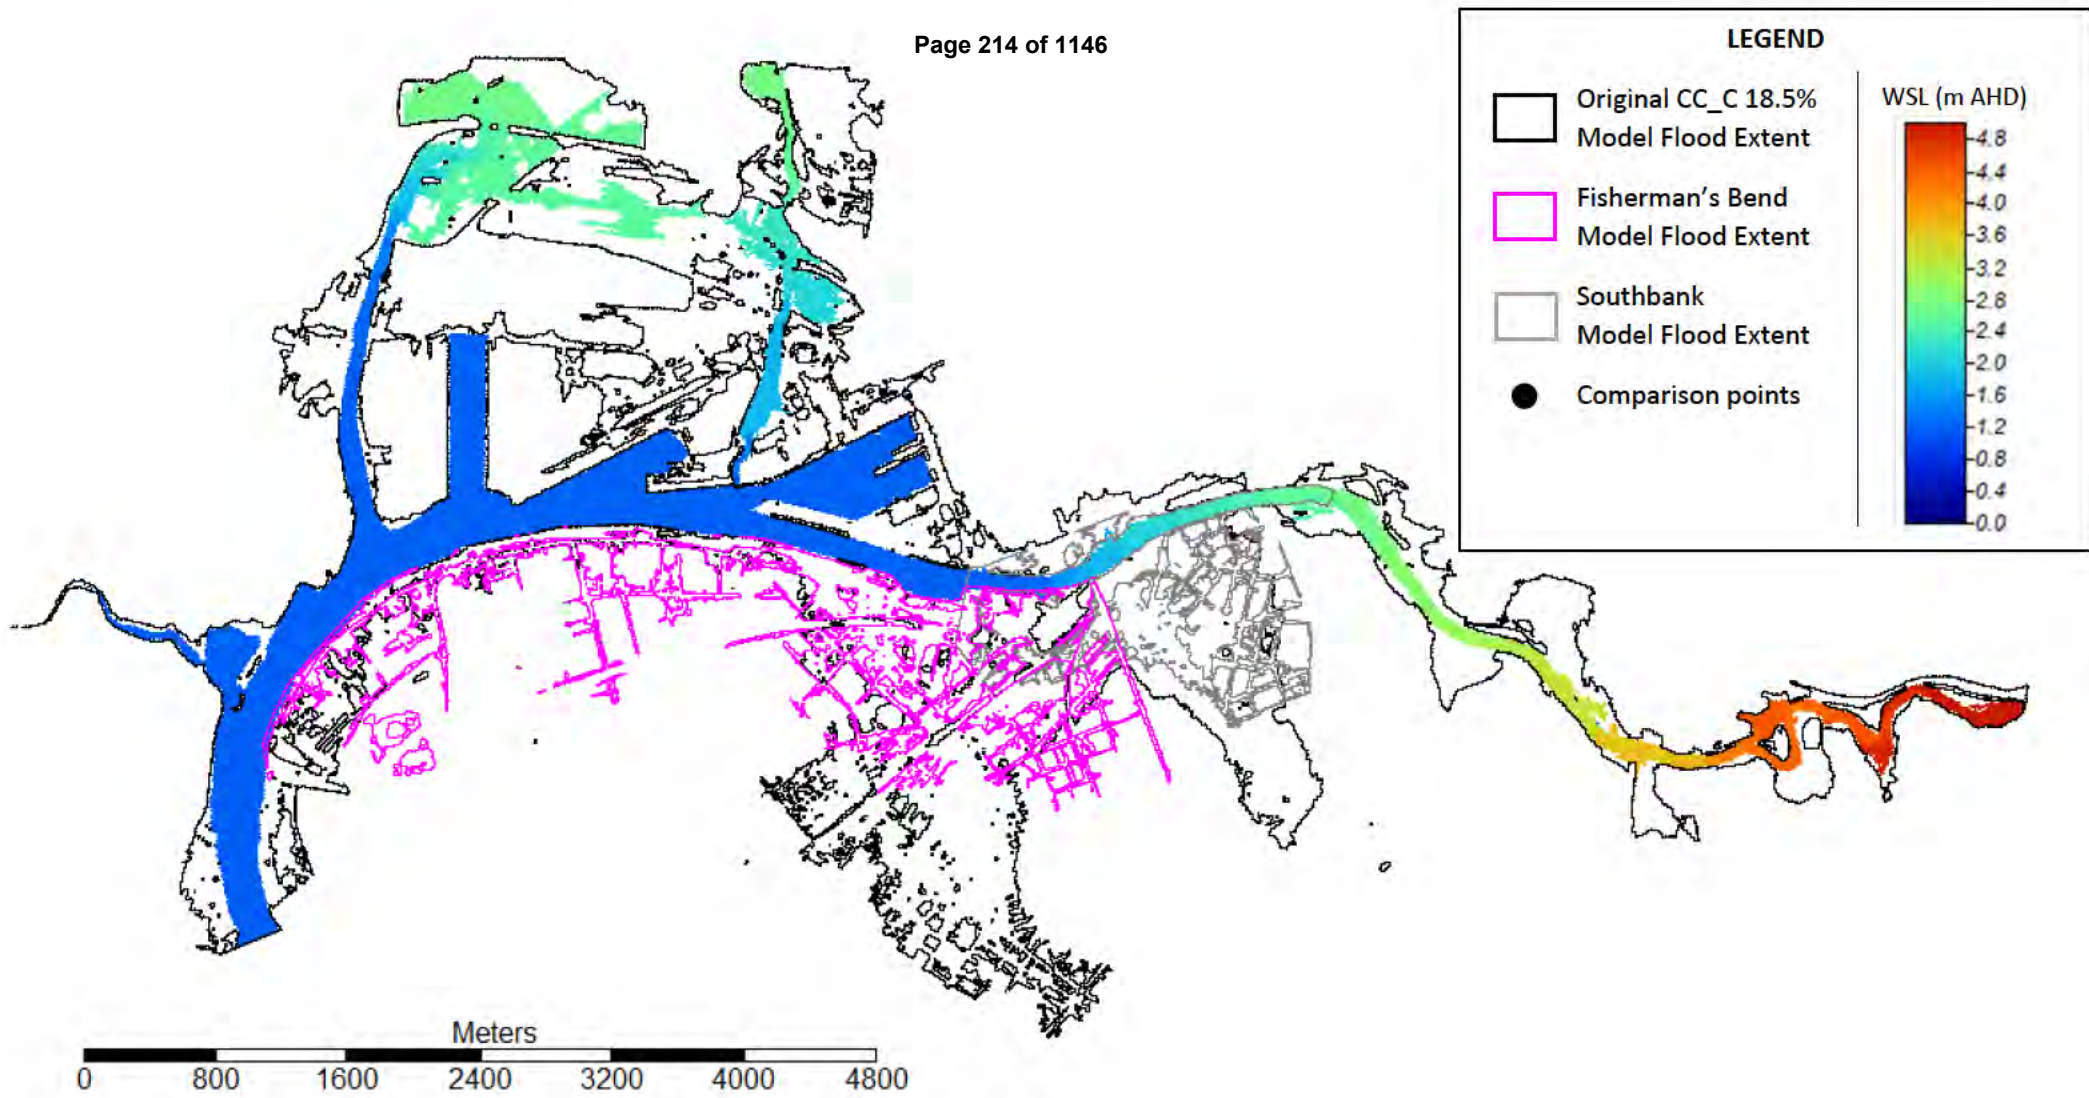 Page 214 of 1146
LEGEND
Original CC_C 18.5%
Model Flood Extent
Fisherman's Bend
Model Flood Extent
Southbank
Model Flood Extent
Comparison points
WSL (m AHD)
4.8
4.4
4.0
3.6
3.2
2.8
2.4
2.0
1.6
1.2
0.8
0.4
0.0
Meters
0 800 1600 2400 3200 4000 4800